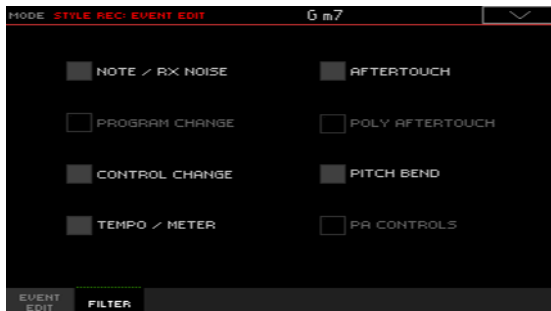 MODE STYLE REC: EVENT EDIT G m7
NOTE / RX NOISE AFTERTOUCH
PROGRAM CHANGE POLY AFTERTOUCH
CONTROL CHANGE PITCH BEND
TEMPO / METER PA CONTROLS
EVENT
EDIT FILTER